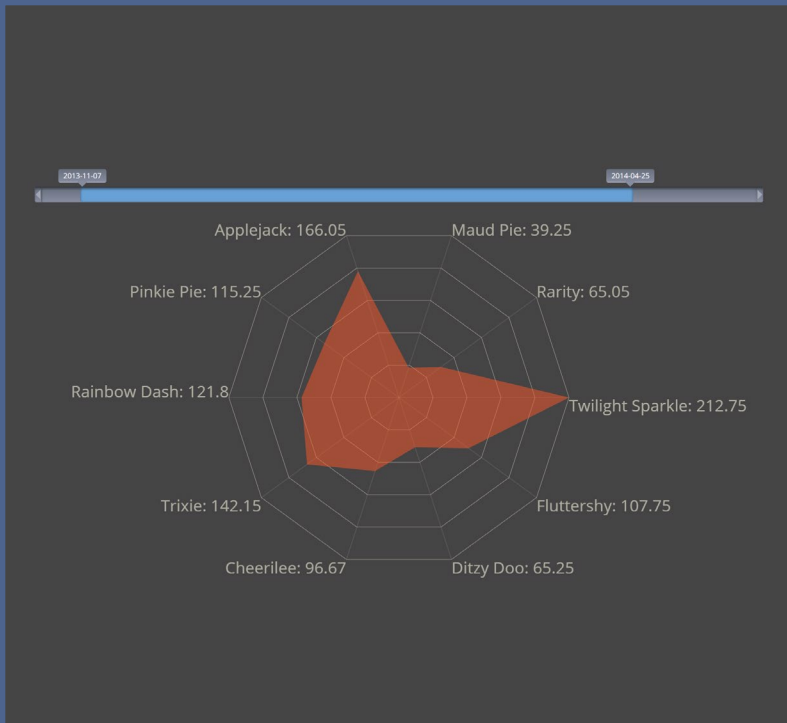 2013-11-07
2014-04-25
Applejack: 166.05
Maud Pie: 39.25
Pinkie Pie: 115.25
Rarity: 65.05
Rainbow Dash: 121.8
Twilight Sparkle: 212.75
Trixie: 142.15
Fluttershy: 107.75
Cheerilee: 96.67
Ditzy Doo: 65.25